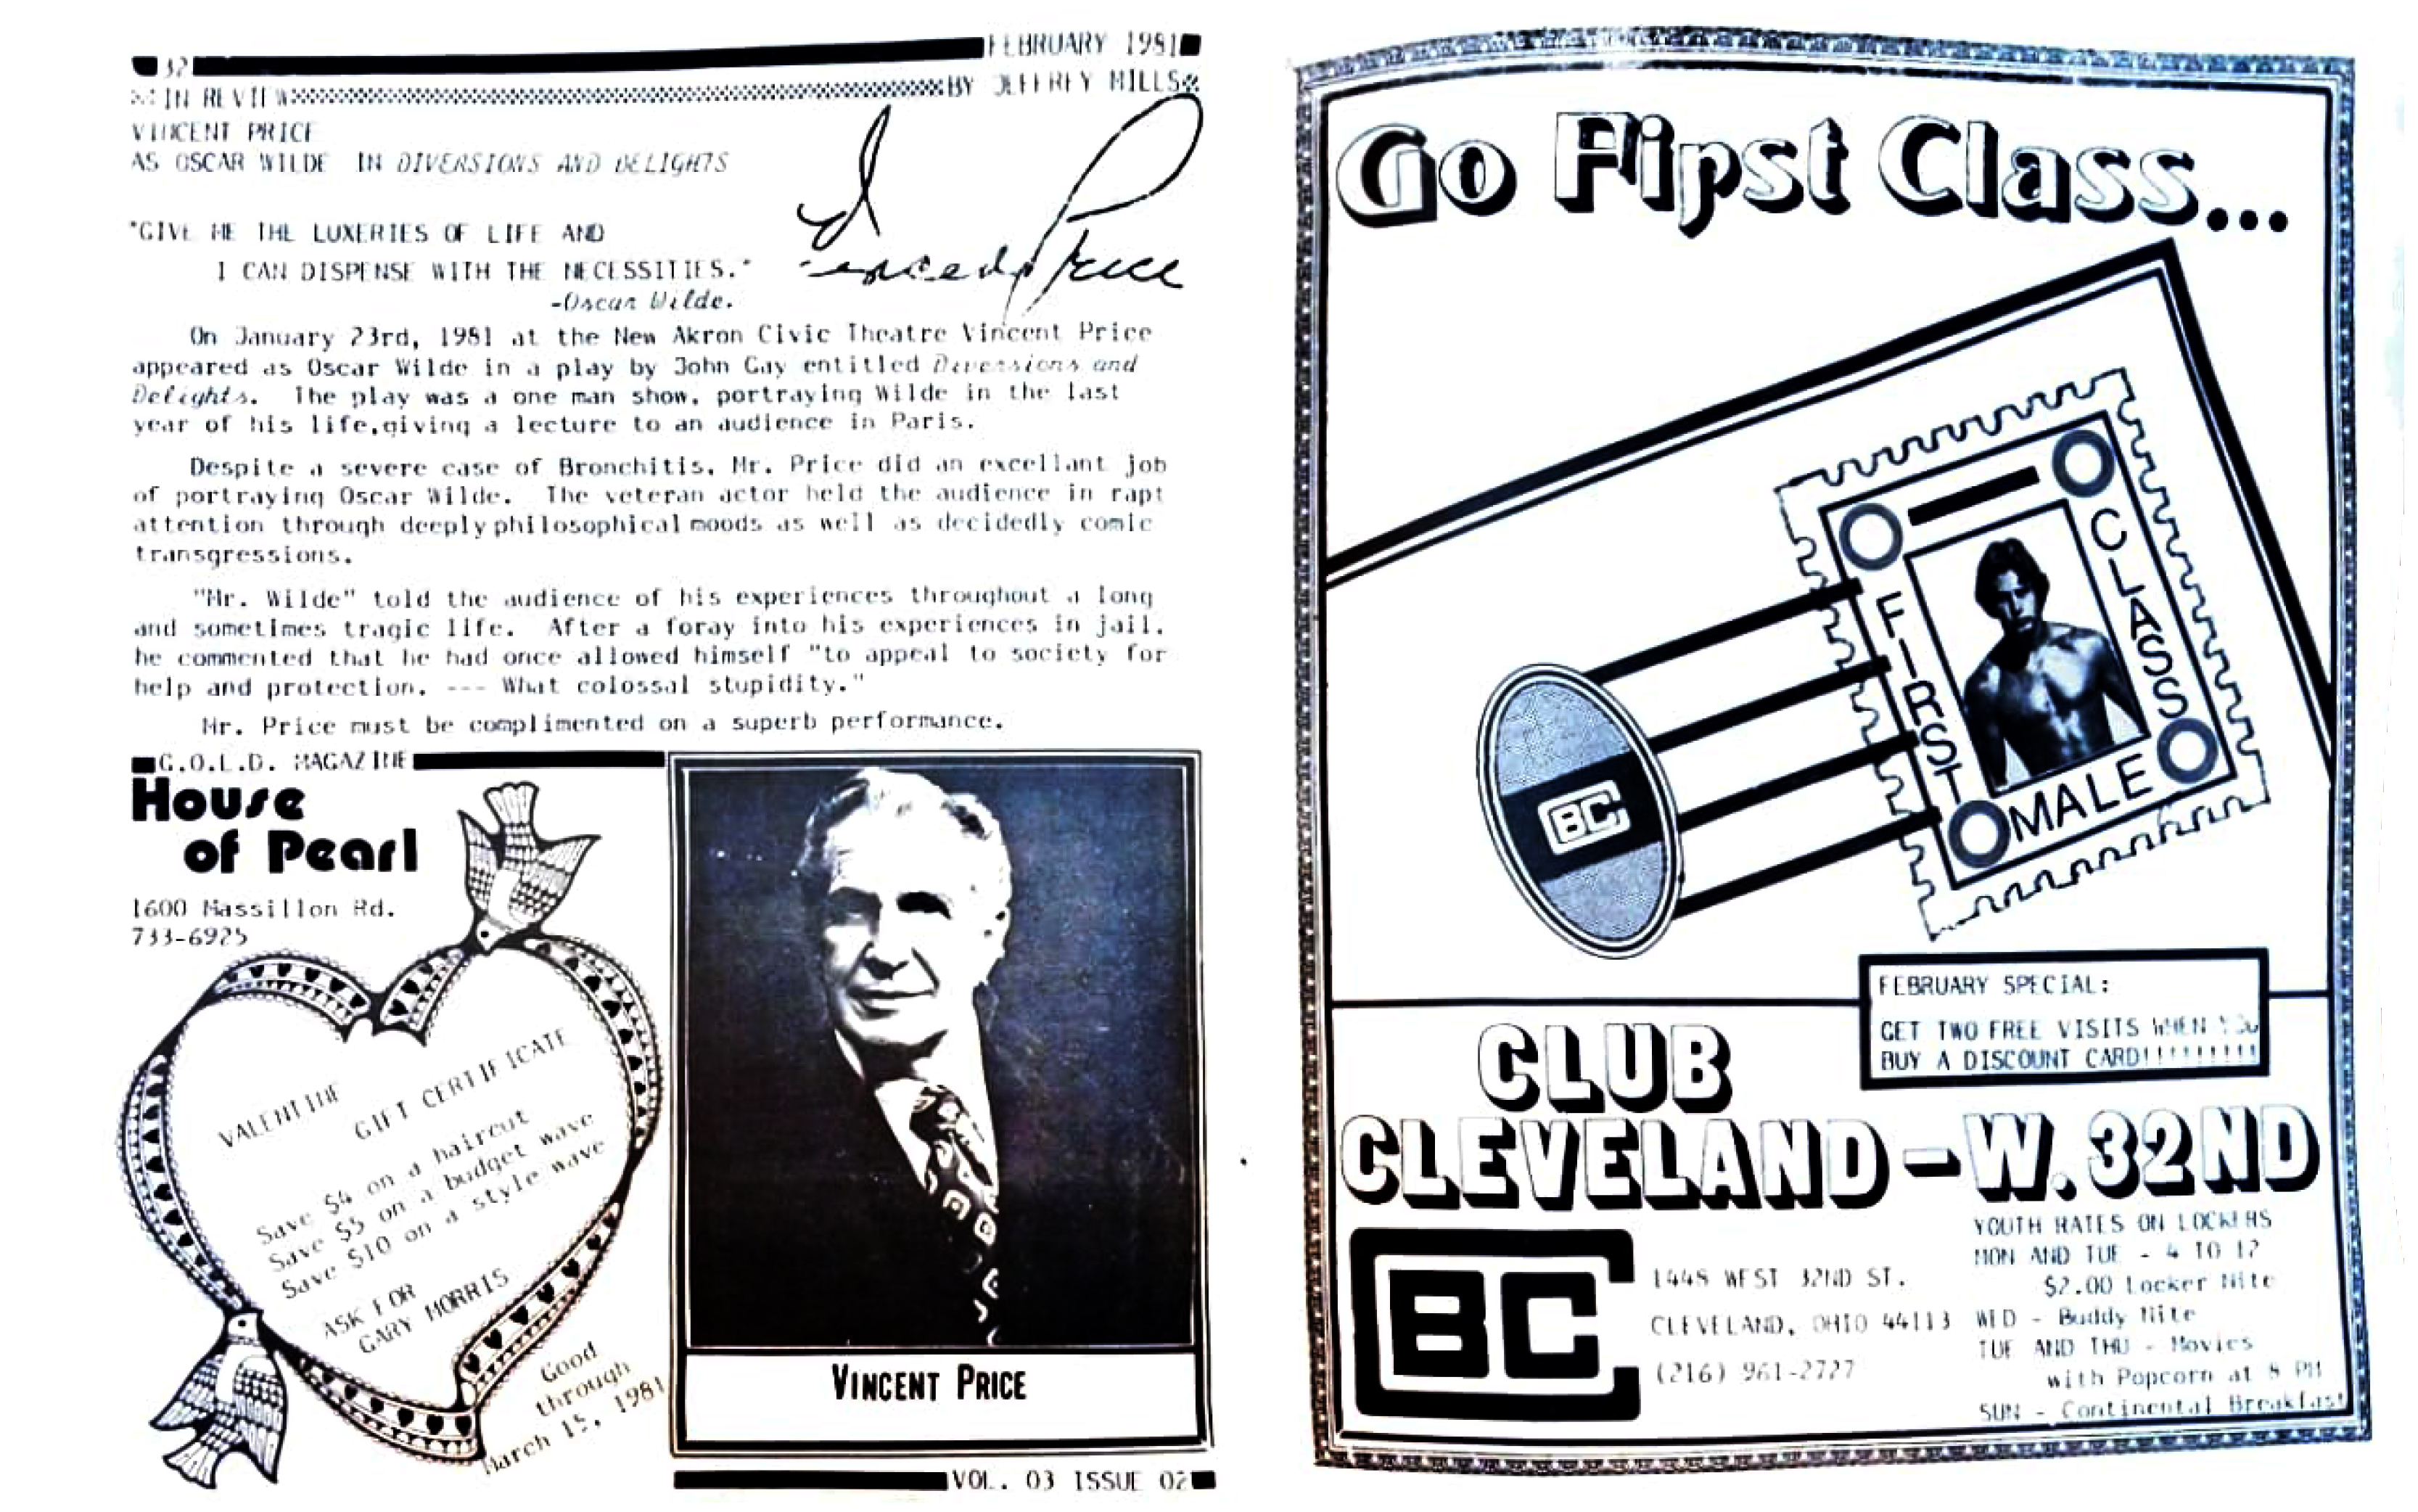 32
FEBRUARY 1981
IN REVIEW BY JEFFREY MILLS
VINCENT PRICE
AS OSCAR WILDE IN DIVERSIONS AND DELIGHTS
"GIVE ME THE LUXERIES OF LIFE AND
I CAN DISPENSE WITH THE NECESSITIES."
-Oscar Wilde.
Vincent Price
On January 23rd, 1981 at the New Akron Civic Theatre Vincent Price
appeared as Oscar Wilde in a play by John Gay entitled Diversions and
Delights. The play was a one man show, portraying Wilde in the last
year of his life,giving a lecture to an audience in Paris.
Despite a severe case of Bronchitis, Mr. Price did an excellant job
of portraying Oscar Wilde. The veteran actor held the audience in rapt
attention through deeply philosophical moods as well as decidedly comic
transgressions.
"Mr. Wilde" told the audience of his experiences throughout a long
and sometimes tragic life. After a foray into his experiences in jail,
he commented that he had once allowed himself "to appeal to society for
help and protection. --- What colossal stupidity."
Mr. Price must be complimented on a superb performance.
G.O.L.D. MAGAZINE
House
of Pearl
1600 Massillon Rd.
733-6925
VALENTINE
GIFT CERTIFICATE
Save $4 on a haircut
Save $5 on a budget wave
Save $10 on a style wave
ASK FOR
GARY MORRIS
Good
through
March 15, 1981
VINCENT PRICE
VOL. 03 ISSUE 02
Go First Class...
FIRST
CLASS
MALE
BC
FEBRUARY SPECIAL:
GET TWO FREE VISITS WHEN YOU
BUY A DISCOUNT CARD!!!!!!!!!
CLUB
CLEVELAND-W. 32ND
BC
1448 WEST 32ND ST.
CLEVELAND, OHIO 44113
(216) 961-2727
YOUTH RATES ON LOCKERS
MON AND TUE - 4 TO 12
$2.00 Locker Nite
WED - Buddy Nite
TUE AND THU - Movies
with Popcorn at 8 PM
SUN - Continental Breakfast